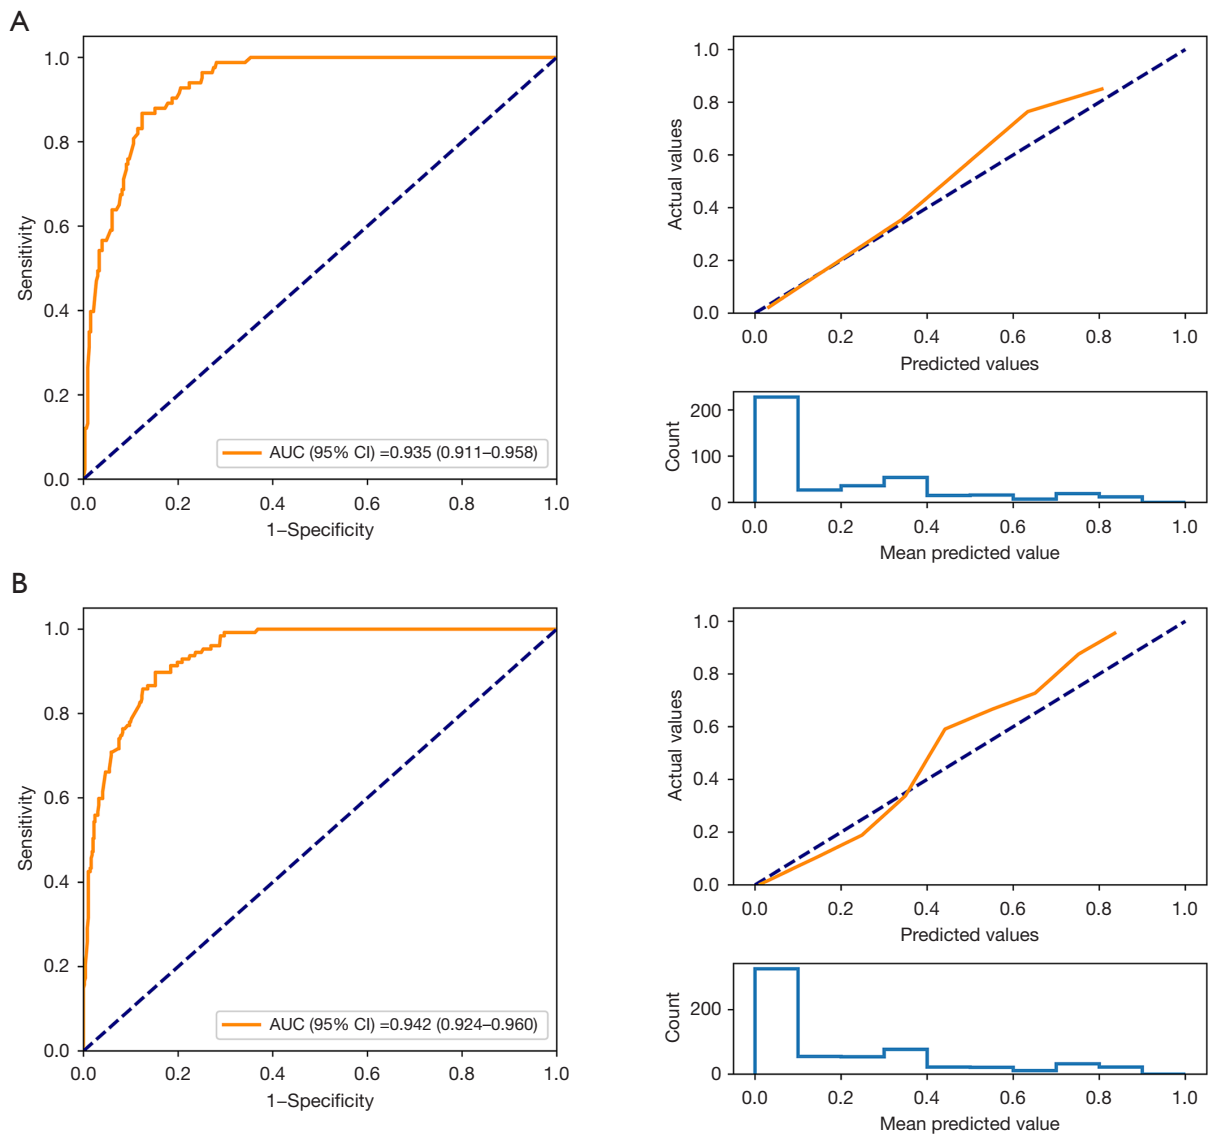 A
1.0
0.8
0.6
0.4
0.2
0.0
Sensitivity
AUC (95% CI) =0.935 (0.911–0.958)
0.0 0.2 0.4 0.6 0.8 1.0
1–Specificity
1.0
0.8
0.6
0.4
0.2
0.0
Actual values
0.0 0.2 0.4 0.6 0.8 1.0
Predicted values
200
100
0
Count
0.0 0.2 0.4 0.6 0.8 1.0
Mean predicted value
B
1.0
0.8
0.6
0.4
0.2
0.0
Sensitivity
AUC (95% CI) =0.942 (0.924–0.960)
0.0 0.2 0.4 0.6 0.8 1.0
1–Specificity
1.0
0.8
0.6
0.4
0.2
0.0
Actual values
0.0 0.2 0.4 0.6 0.8 1.0
Predicted values
200
0
Count
0.0 0.2 0.4 0.6 0.8 1.0
Mean predicted value